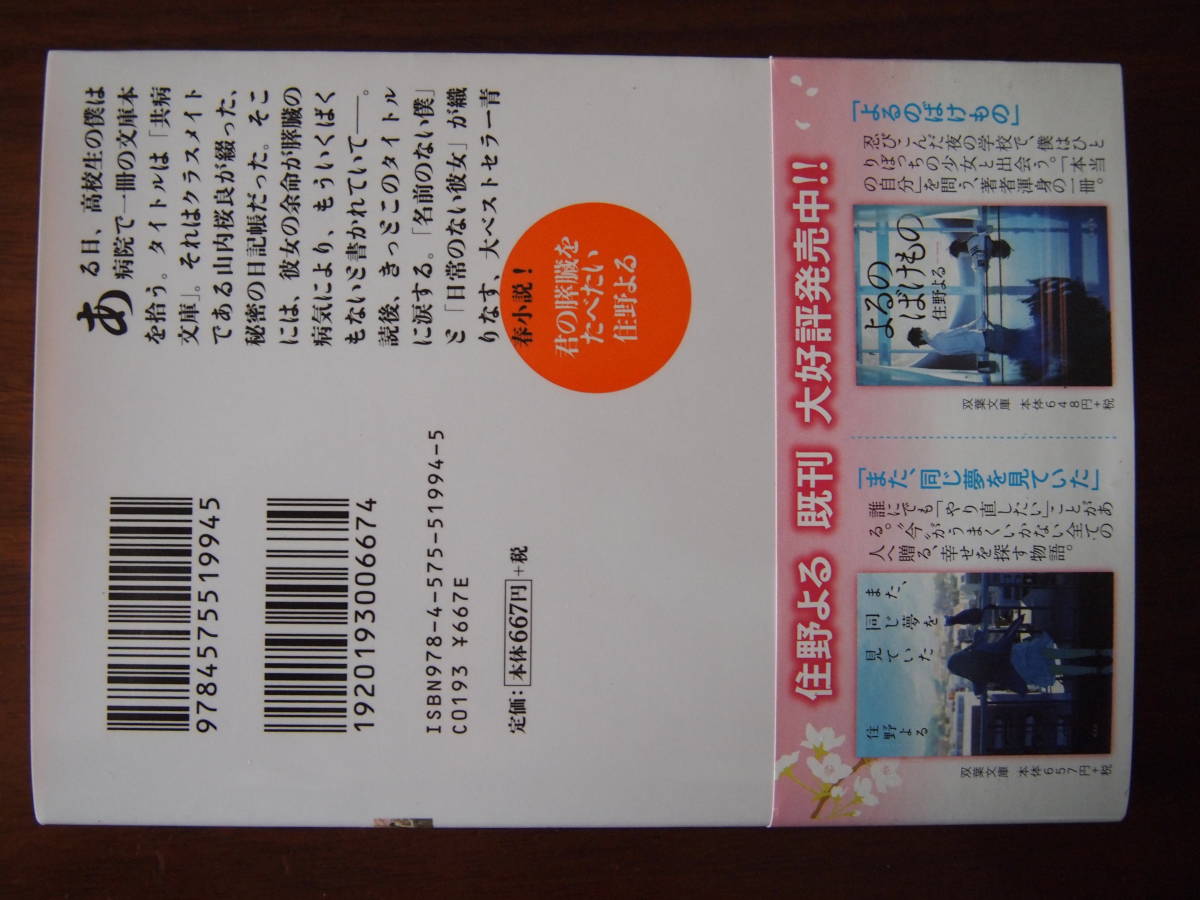 ある日、高校生の僕は
病院で一冊の文庫本
を拾う。タイトルは「共病
文庫」。それはクラスメイト
である山内桜良が綴った、
秘密の日記帳だった。そこ
には、彼女の余命が膵臓の
病気により、もういくばく
もないと書かれていて――。
読後、きっとこのタイトル
に涙する。「名前のない僕」
と「日常のない彼女」が織
りなす、大ベストセラー青
春小説！
君の膵臓を
たべたい
住野よる
9784575519945
1920193006674
ISBN978-4-575-51994-5
C0193 ¥667E
定価：本体667円+税
住野よる 既刊 大好評発売中!!
「よるのばけもの」
忍びこんだ夜の学校で、僕はひと
りぼっちの少女と出会う。「本当
の自分」を問う、著者渾身の一冊。
よるの
ばけもの
住野よる
双葉文庫 本体648円+税
「また、同じ夢を見ていた」
誰にでも「やり直したい」ことがあ
る。“今”がうまくいかない全ての
人へ贈る、幸せを探す物語。
また、
同じ夢を
見ていた
住野
よる
双葉文庫 本体657円+税